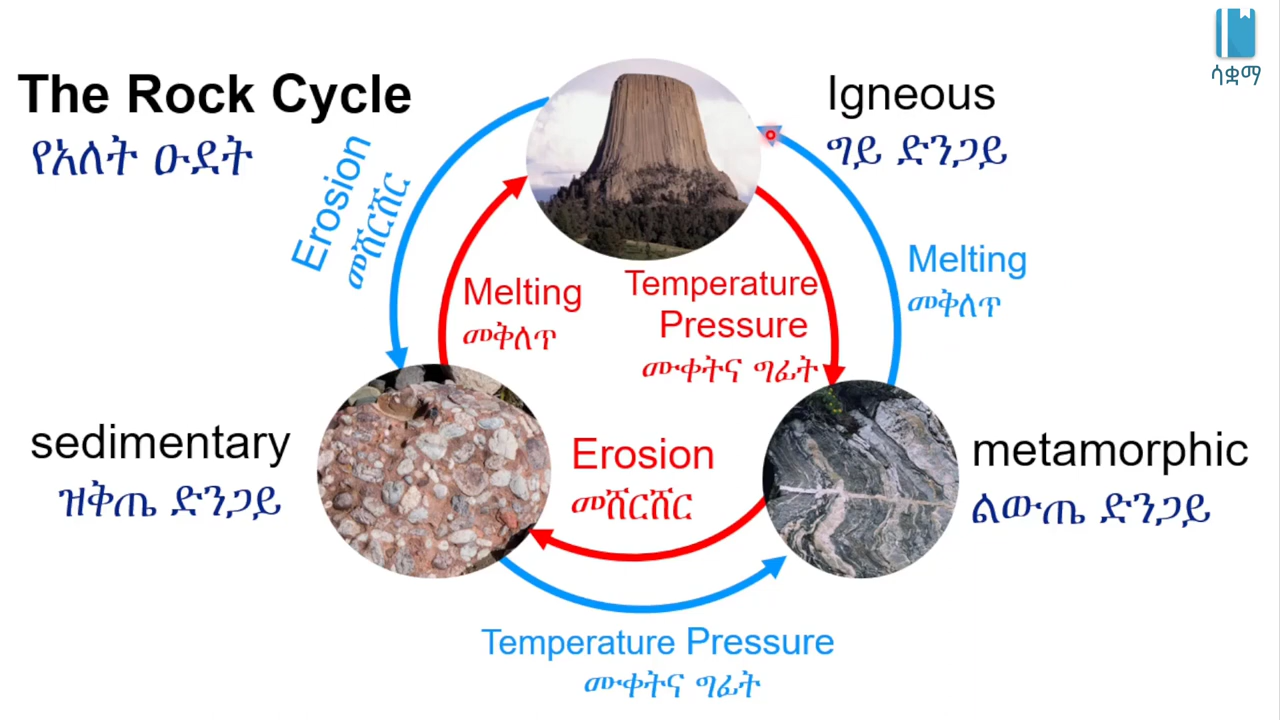 ሳቋማ
The Rock Cycle
የአለት ዑደት
Igneous
ግይ ድንጋይ
Erosion
መሸርሸር
Melting
መቅለጥ
Melting
መቅለጥ
Temperature
Pressure
ሙቀትና ግፊት
sedimentary
ዝቅጤ ድንጋይ
Erosion
መሸርሸር
metamorphic
ልውጤ ድንጋይ
Temperature Pressure
ሙቀትና ግፊት